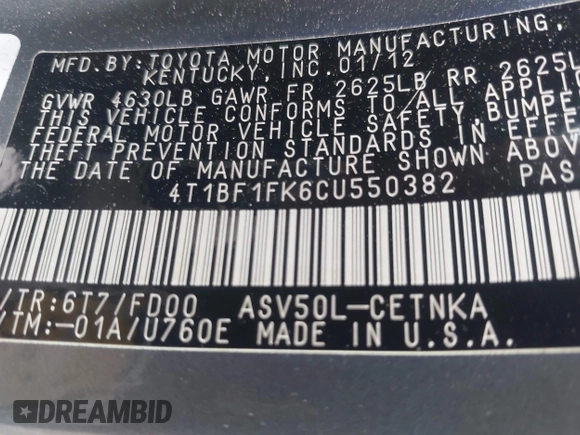 MFD.BY:TOYOTA MOTOR MANUFACTURING,
KENTUCKY,INC.01/12
GVWR 4630LB GAWR FR 2625LB RR 2625L
THIS VEHICLE CONFORMS TO ALL APPLI
FEDERAL MOTOR VEHICLE SAFETY, BUMPE
THEFT PREVENTION STANDARDS IN EFFE
THE DATE OF MANUFACTURE SHOWN ABOV
4T1BF1FK6CU550382 PAS
/TR:6T7/FD00 ASV50L-CETNKA
/TM:-01A/U760E MADE IN U.S.A.
DREAMBID